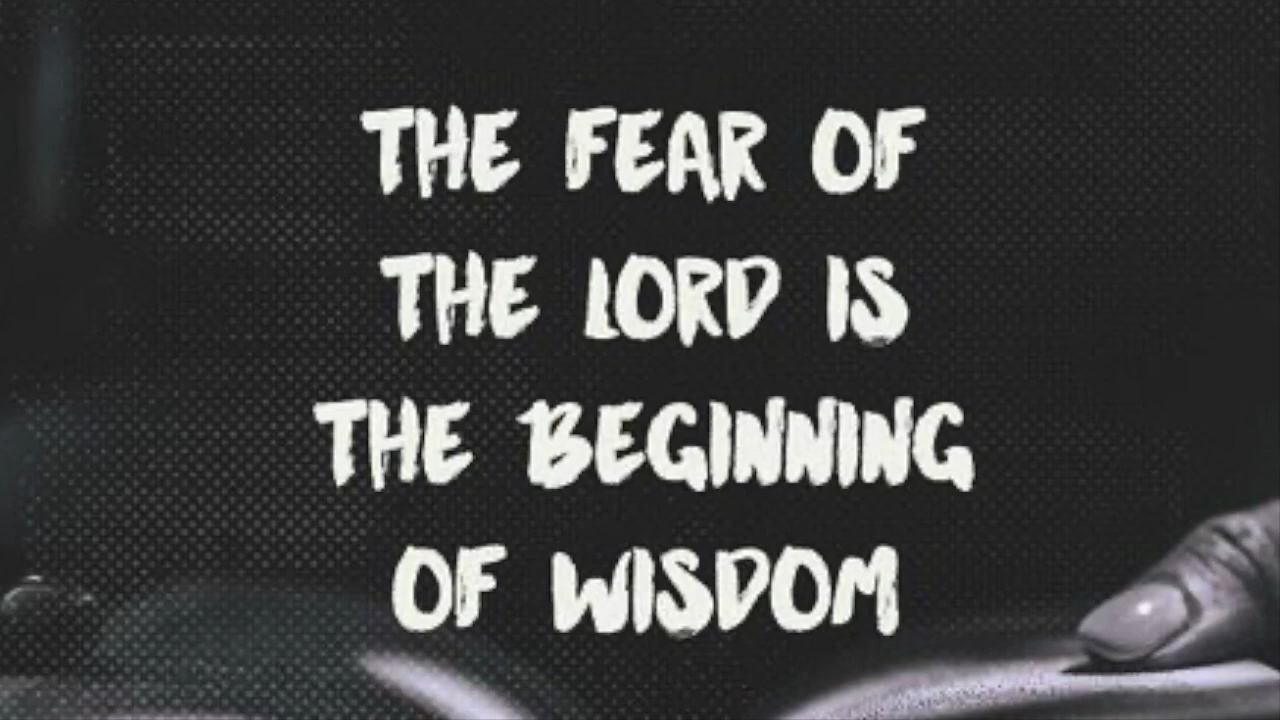 THE FEAR OF
THE LORD IS
THE BEGINNING
OF WISDOM